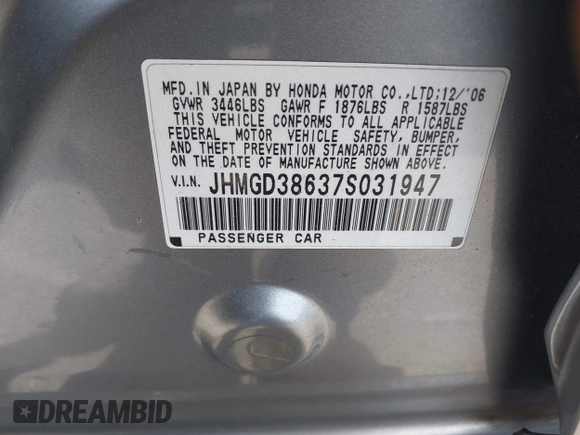 MFD. IN JAPAN BY HONDA MOTOR CO.,LTD;12/'06
GVWR 3446LBS GAWR F 1876LBS R 1587LBS
THIS VEHICLE CONFORMS TO ALL APPLICABLE
FEDERAL MOTOR VEHICLE SAFETY, BUMPER,
AND THEFT PREVENTION STANDARDS IN EFFECT
ON THE DATE OF MANUFACTURE SHOWN ABOVE.
V.I.N. JHMGD38637S031947
PASSENGER CAR
DREAMBID